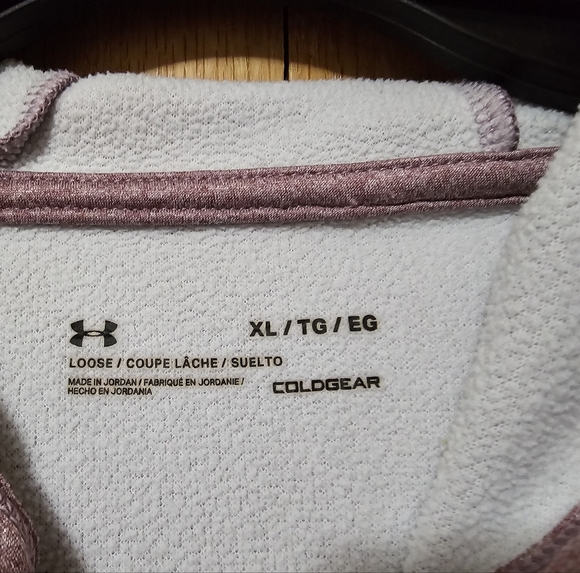 XL / TG / EG
LOOSE / COUPE LÂCHE / SUELTO
MADE IN JORDAN / FABRIQUÉ EN JORDANIE /
HECHO EN JORDANIA
COLDGEAR